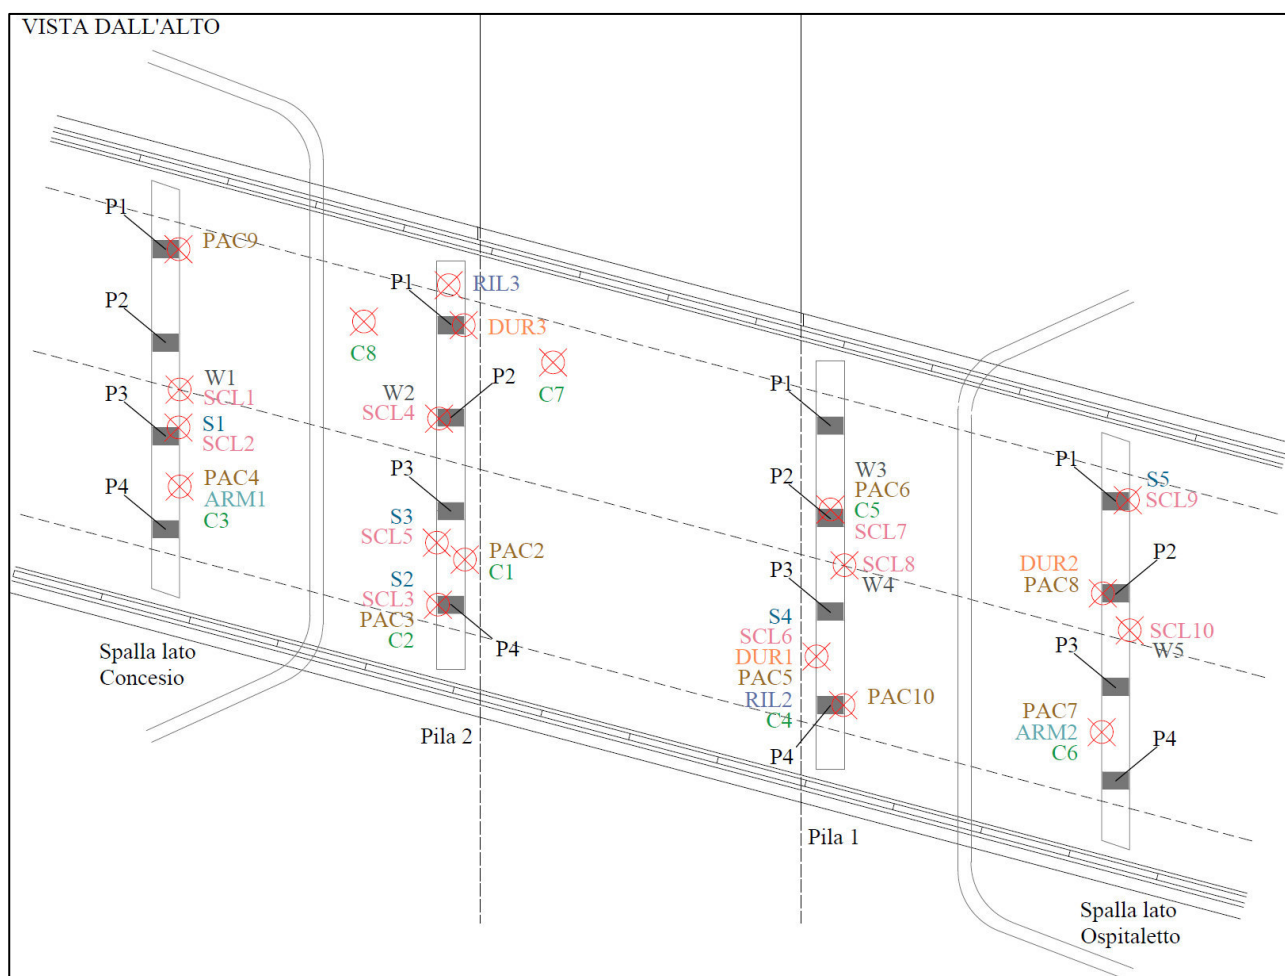 VISTA DALL'ALTO
P1
PAC9
P2
W1
SCL1
P3
S1
SCL2
PAC4
ARM1
C3
P4
Spalla lato
Concesio
P1
RIL3
DUR3
C8
C7
P2
W2
SCL4
P3
S3
SCL5
PAC2
C1
S2
SCL3
PAC3
C2
P4
Pila 2
P1
W3
PAC6
C5
SCL7
P2
SCL8
W4
P3
S4
SCL6
DUR1
PAC5
RIL2
C4
PAC10
P4
Pila 1
P1
S5
SCL9
DUR2
PAC8
P2
SCL10
W5
P3
PAC7
ARM2
C6
P4
Spalla lato
Ospitaletto